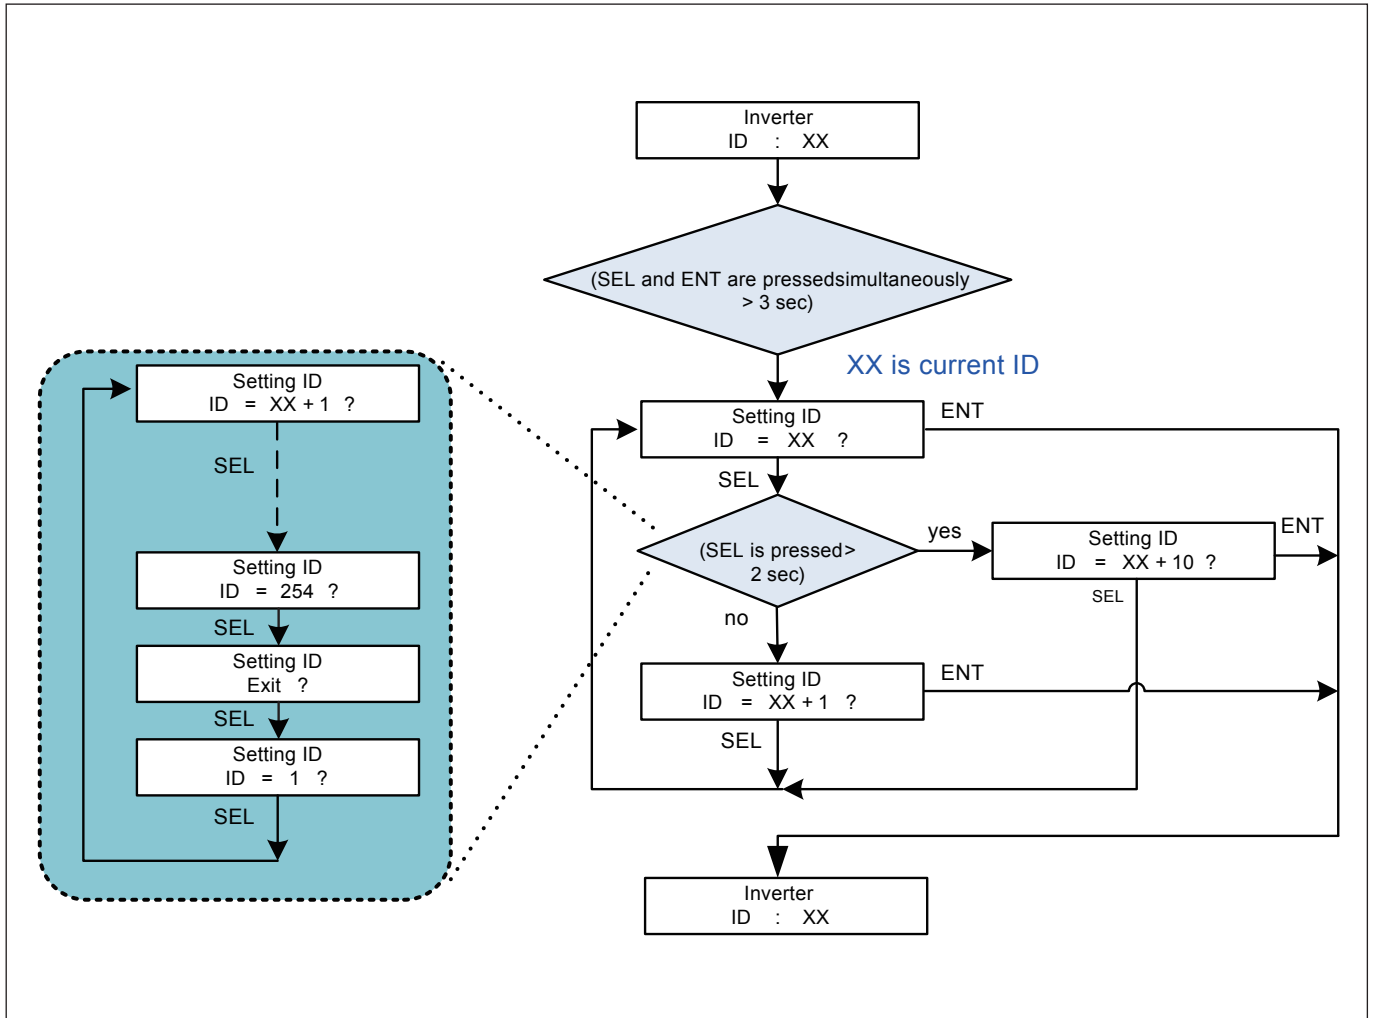 Inverter
ID : XX
(SEL and ENT are pressedsimultaneously
> 3 sec)
XX is current ID
Setting ID
ID = XX ?
ENT
SEL
(SEL is pressed>
2 sec)
yes
Setting ID
ID = XX + 10 ?
ENT
SEL
no
Setting ID
ID = XX + 1 ?
ENT
SEL
Inverter
ID : XX
Setting ID
ID = XX + 1 ?
SEL
Setting ID
ID = 254 ?
SEL
Setting ID
Exit ?
SEL
Setting ID
ID = 1 ?
SEL